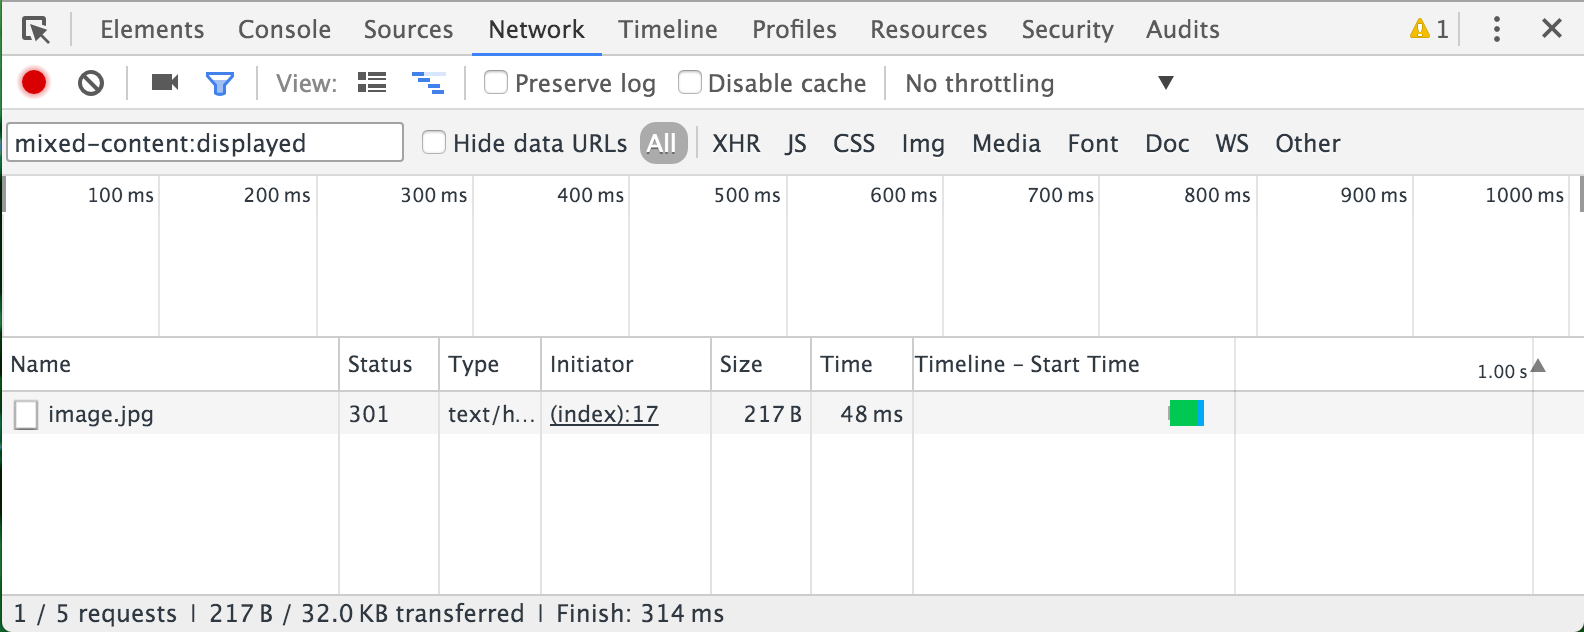 Elements Console Sources Network Timeline Profiles Resources Security Audits 1
View: Preserve log Disable cache No throttling
mixed-content:displayed Hide data URLs All XHR JS CSS Img Media Font Doc WS Other
100 ms 200 ms 300 ms 400 ms 500 ms 600 ms 700 ms 800 ms 900 ms 1000 ms
Name Status Type Initiator Size Time Timeline – Start Time 1.00 s
image.jpg 301 text/h... (index):17 217 B 48 ms
1 / 5 requests | 217 B / 32.0 KB transferred | Finish: 314 ms